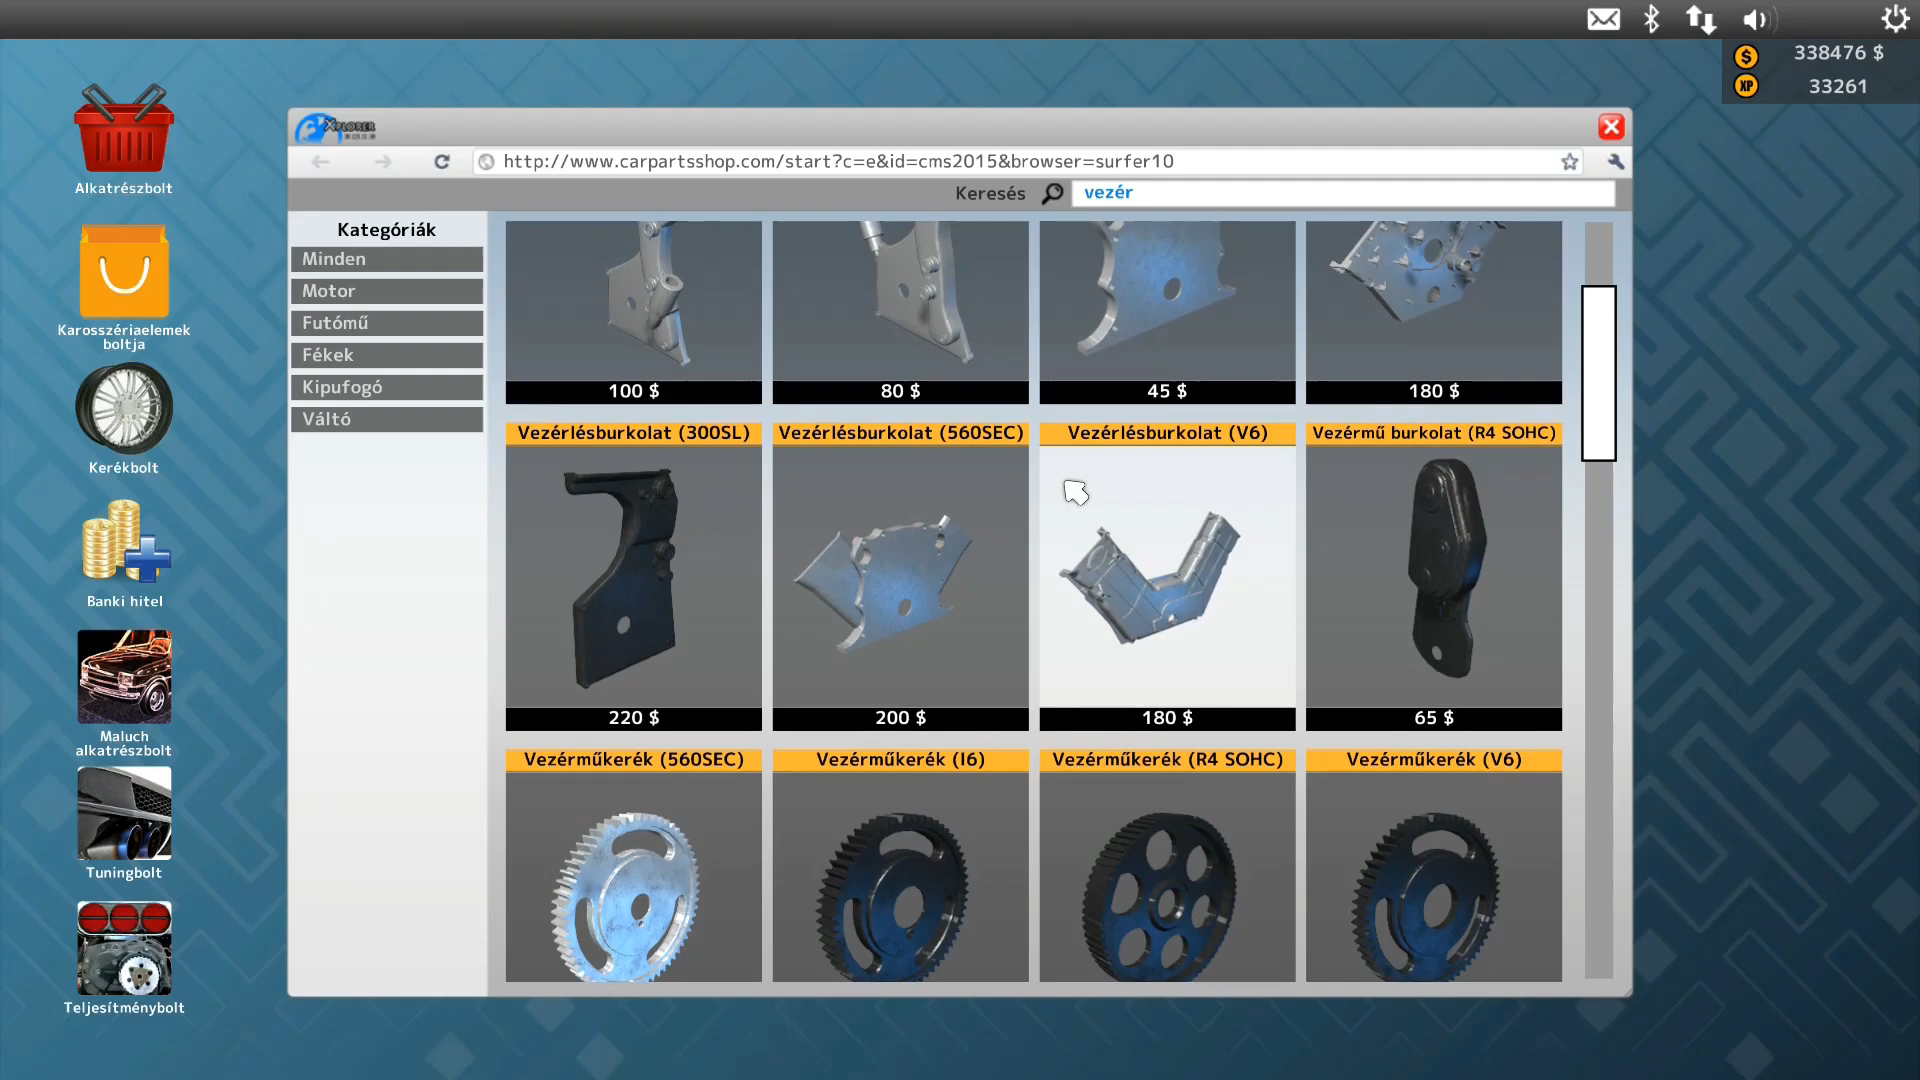 338476 $
XP 33261
XPLORER
http://www.carpartsshop.com/start?c=e&id=cms2015&browser=surfer10
Keresés vezér
Alkatrészbolt
Karosszériaelemek
boltja
Kerékbolt
Banki hitel
Maluch
alkatrészbolt
Tuningbolt
Teljesítménybolt
Kategóriák
Minden
Motor
Futómű
Fékek
Kipufogó
Váltó
100 $ 80 $ 45 $ 180 $
Vezérlésburkolat (300SL) Vezérlésburkolat (560SEC) Vezérlésburkolat (V6) Vezérmű burkolat (R4 SOHC)
220 $ 200 $ 180 $ 65 $
Vezérműkerék (560SEC) Vezérműkerék (I6) Vezérműkerék (R4 SOHC) Vezérműkerék (V6)